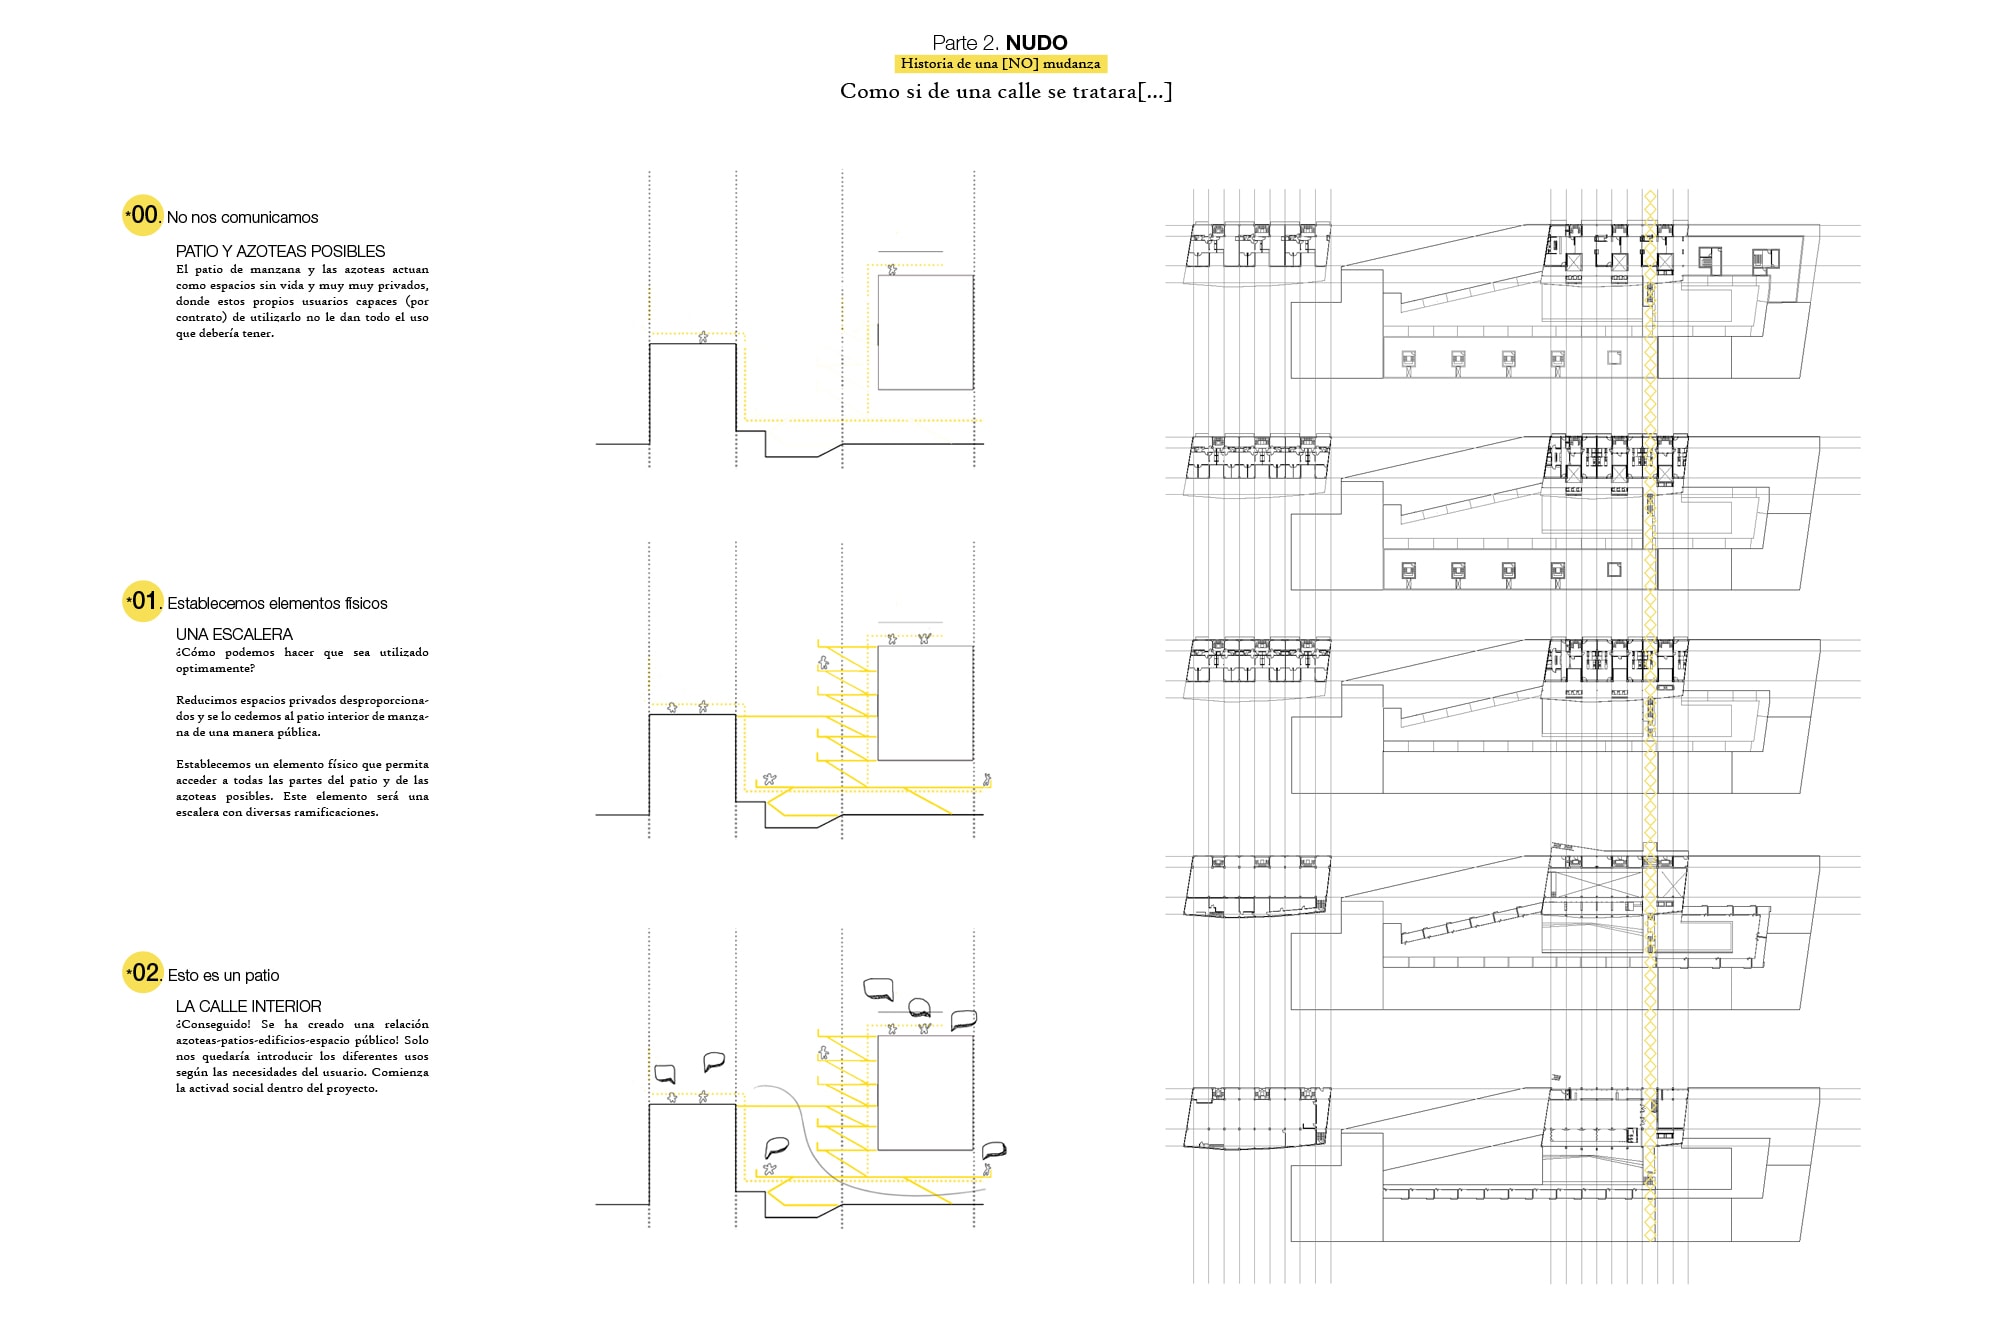 Parte 2. NUDO
Historia de una [NO] mudanza
Como si de una calle se tratara[...]
*00. No nos comunicamos
PATIO Y AZOTEAS POSIBLES
El patio de manzana y las azoteas actuan
como espacios sin vida y muy muy privados,
donde estos propios usuarios capaces (por
contrato) de utilizarlo no le dan todo el uso
que debería tener.
*01. Establecemos elementos físicos
UNA ESCALERA
¿Cómo podemos hacer que sea utilizado
optimamente?
Reducimos espacios privados desproporciona-
dos y se lo cedemos al patio interior de manza-
na de una manera pública.
Establecemos un elemento físico que permita
acceder a todas las partes del patio y de las
azoteas posibles. Este elemento será una
escalera con diversas ramificaciones.
*02. Esto es un patio
LA CALLE INTERIOR
¿Conseguido! Se ha creado una relación
azoteas-patios-edificios-espacio público! Solo
nos quedaría introducir los diferentes usos
según las necesidades del usuario. Comienza
la activad social dentro del proyecto.